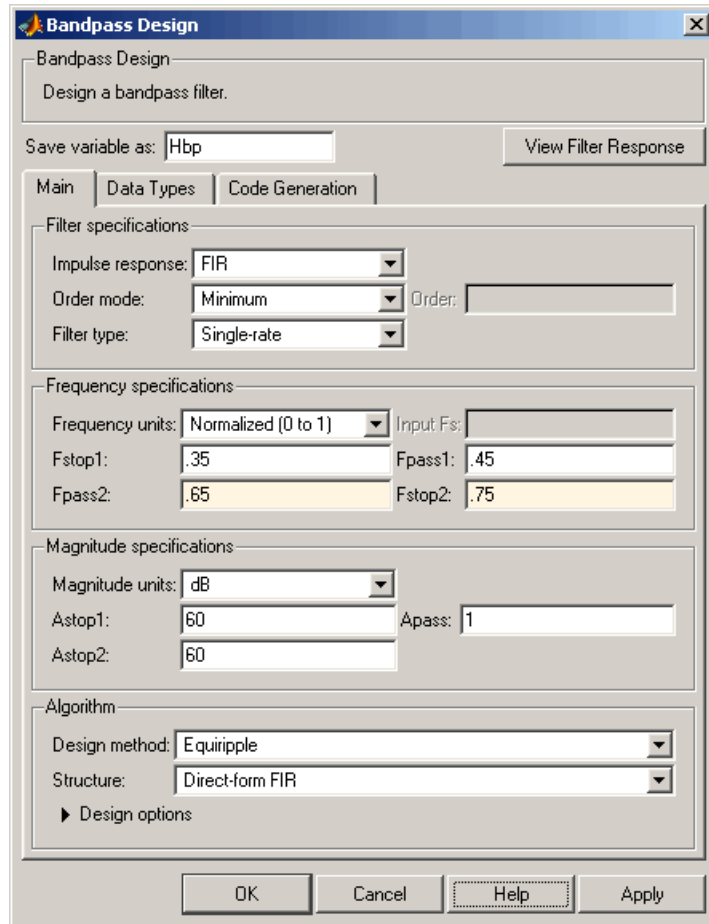 Bandpass Design
Bandpass Design
Design a bandpass filter.
Save variable as: Hbp View Filter Response
Main Data Types Code Generation
Filter specifications
Impulse response: FIR
Order mode: Minimum Order:
Filter type: Single-rate
Frequency specifications
Frequency units: Normalized (0 to 1) Input Fs:
Fstop1: .35 Fpass1: .45
Fpass2: .65 Fstop2: .75
Magnitude specifications
Magnitude units: dB
Astop1: 60 Apass: 1
Astop2: 60
Algorithm
Design method: Equiripple
Structure: Direct-form FIR
Design options
OK Cancel Help Apply